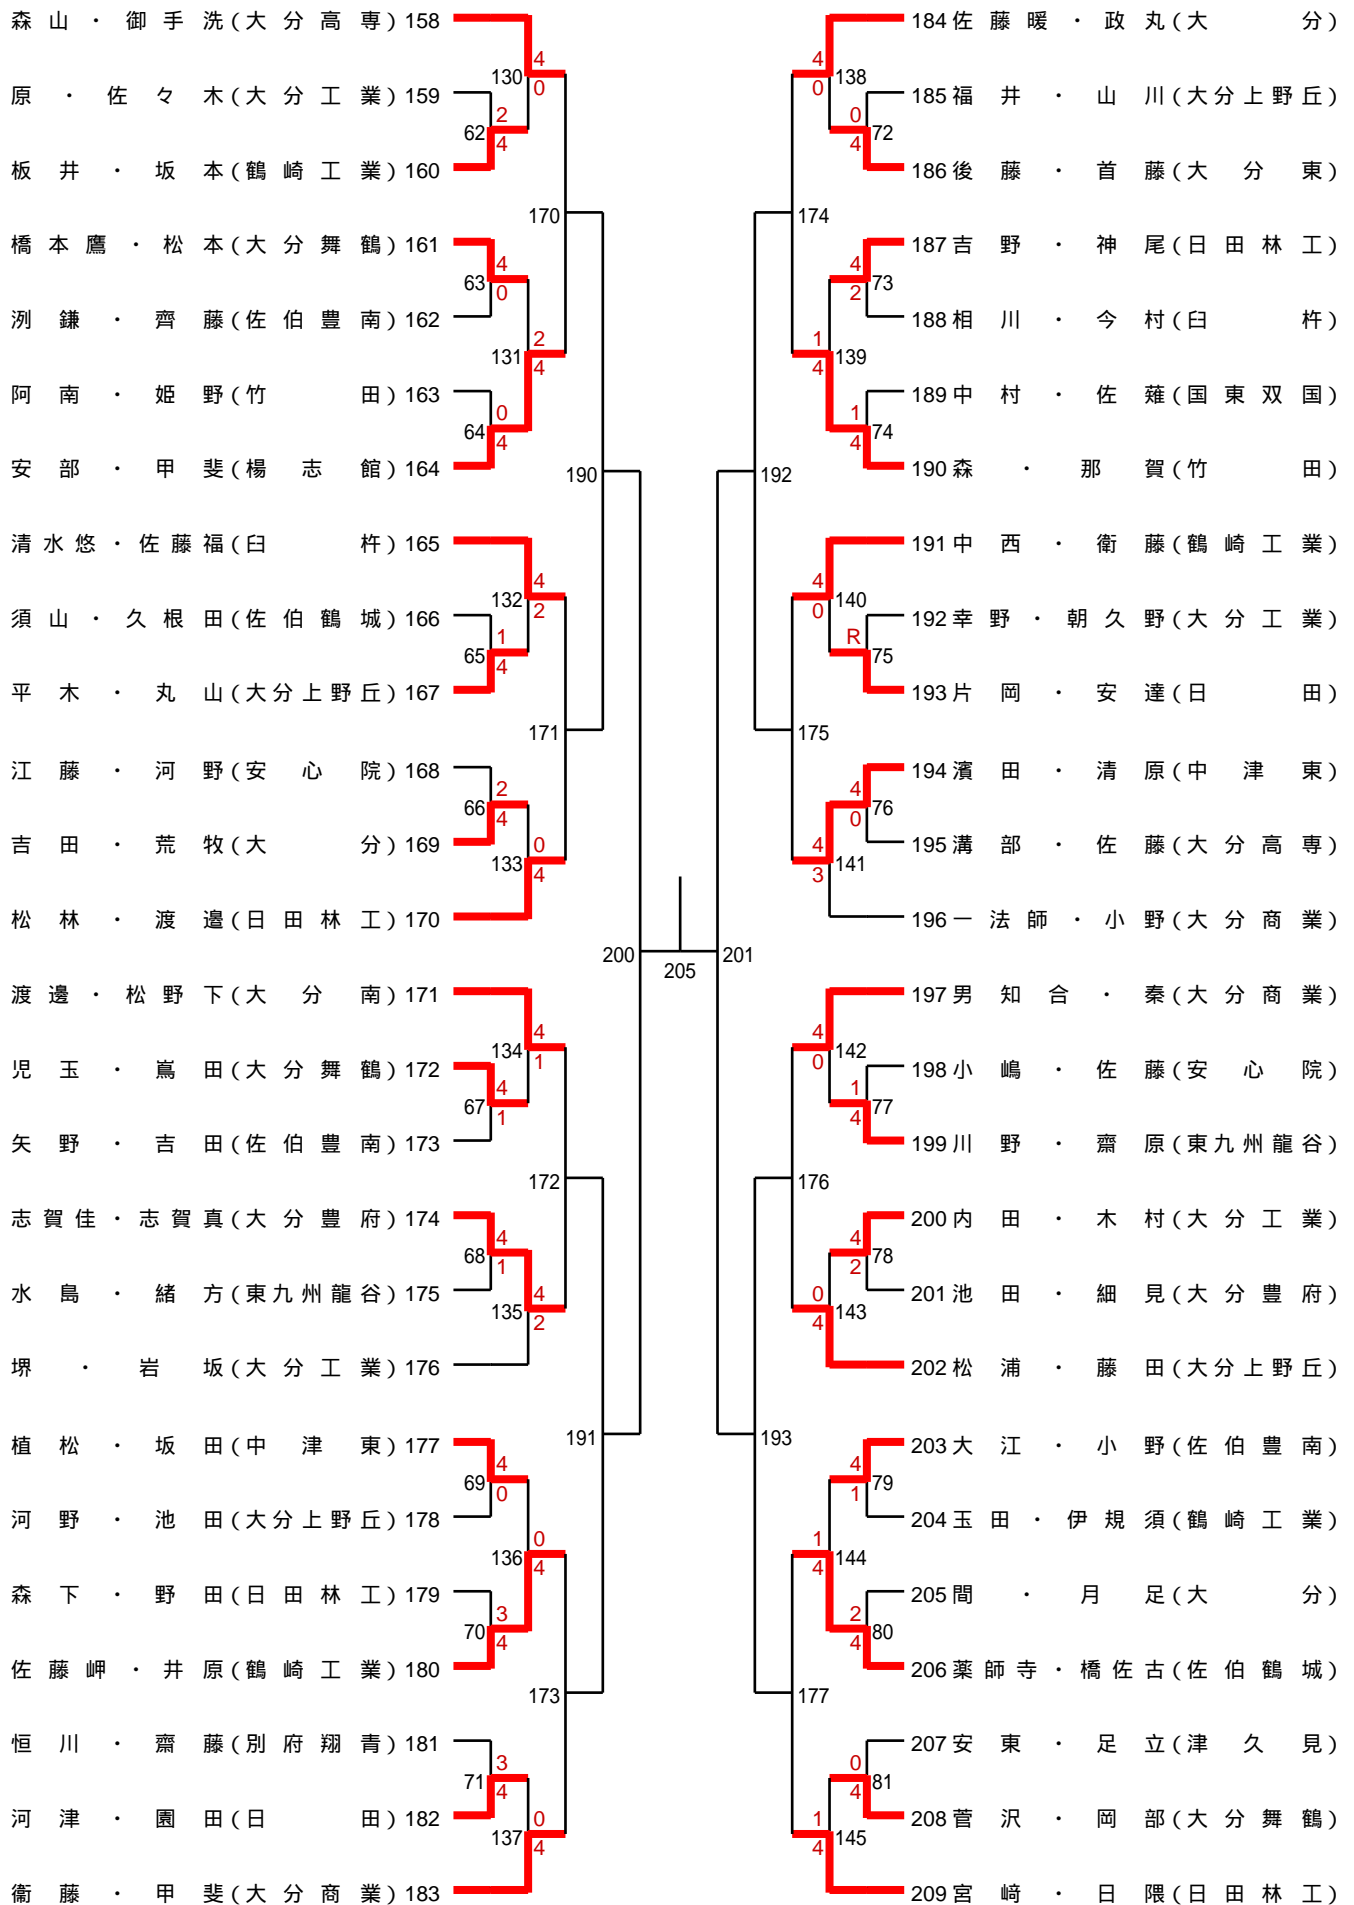 森山・御手洗(大分高専) 158
原・佐々木(大分工業) 159
板井・坂本(鶴崎工業) 160
橋本鷹・松本(大分舞鶴) 161
洌鎌・齊藤(佐伯豊南) 162
阿南・姫野(竹田) 163
安部・甲斐(楊志館) 164
清水悠・佐藤福(臼杵) 165
須山・久根田(佐伯鶴城) 166
平木・丸山(大分上野丘) 167
江藤・河野(安心院) 168
吉田・荒牧(大分) 169
松林・渡邉(日田林工) 170
渡邊・松野下(大分南) 171
児玉・嶌田(大分舞鶴) 172
矢野・吉田(佐伯豊南) 173
志賀佳・志賀真(大分豊府) 174
水島・緒方(東九州龍谷) 175
堺・岩坂(大分工業) 176
植松・坂田(中津東) 177
河野・池田(大分上野丘) 178
森下・野田(日田林工) 179
佐藤岬・井原(鶴崎工業) 180
恒川・齋藤(別府翔青) 181
河津・園田(日田) 182
衞藤・甲斐(大分商業) 183
62
2
4
63
4
0
64
0
4
65
1
4
66
2
4
67
4
1
68
4
1
69
4
0
70
3
4
71
3
4
130
4
0
131
2
4
132
4
2
133
0
4
134
4
1
135
4
2
136
0
4
137
0
4
170
171
172
173
190
191
200
205
201
192
193
174
175
176
177
4
0
138
1
4
139
4
0
140
4
3
141
4
0
142
0
4
143
1
4
144
1
4
145
0
4
72
4
2
73
1
4
74
R
75
4
0
76
1
4
77
4
2
78
4
1
79
2
4
80
0
4
81
184 佐藤暖・政丸(大分)
185 福井・山川(大分上野丘)
186 後藤・首藤(大分東)
187 吉野・神尾(日田林工)
188 相川・今村(臼杵)
189 中村・佐薙(国東双国)
190 森・那賀(竹田)
191 中西・衛藤(鶴崎工業)
192 幸野・朝久野(大分工業)
193 片岡・安達(日田)
194 濱田・清原(中津東)
195 溝部・佐藤(大分高専)
196 一法師・小野(大分商業)
197 男知合・秦(大分商業)
198 小嶋・佐藤(安心院)
199 川野・齋原(東九州龍谷)
200 内田・木村(大分工業)
201 池田・細見(大分豊府)
202 松浦・藤田(大分上野丘)
203 大江・小野(佐伯豊南)
204 玉田・伊規須(鶴崎工業)
205 間・月足(大分)
206 薬師寺・橋佐古(佐伯鶴城)
207 安東・足立(津久見)
208 菅沢・岡部(大分舞鶴)
209 宮﨑・日隈(日田林工)